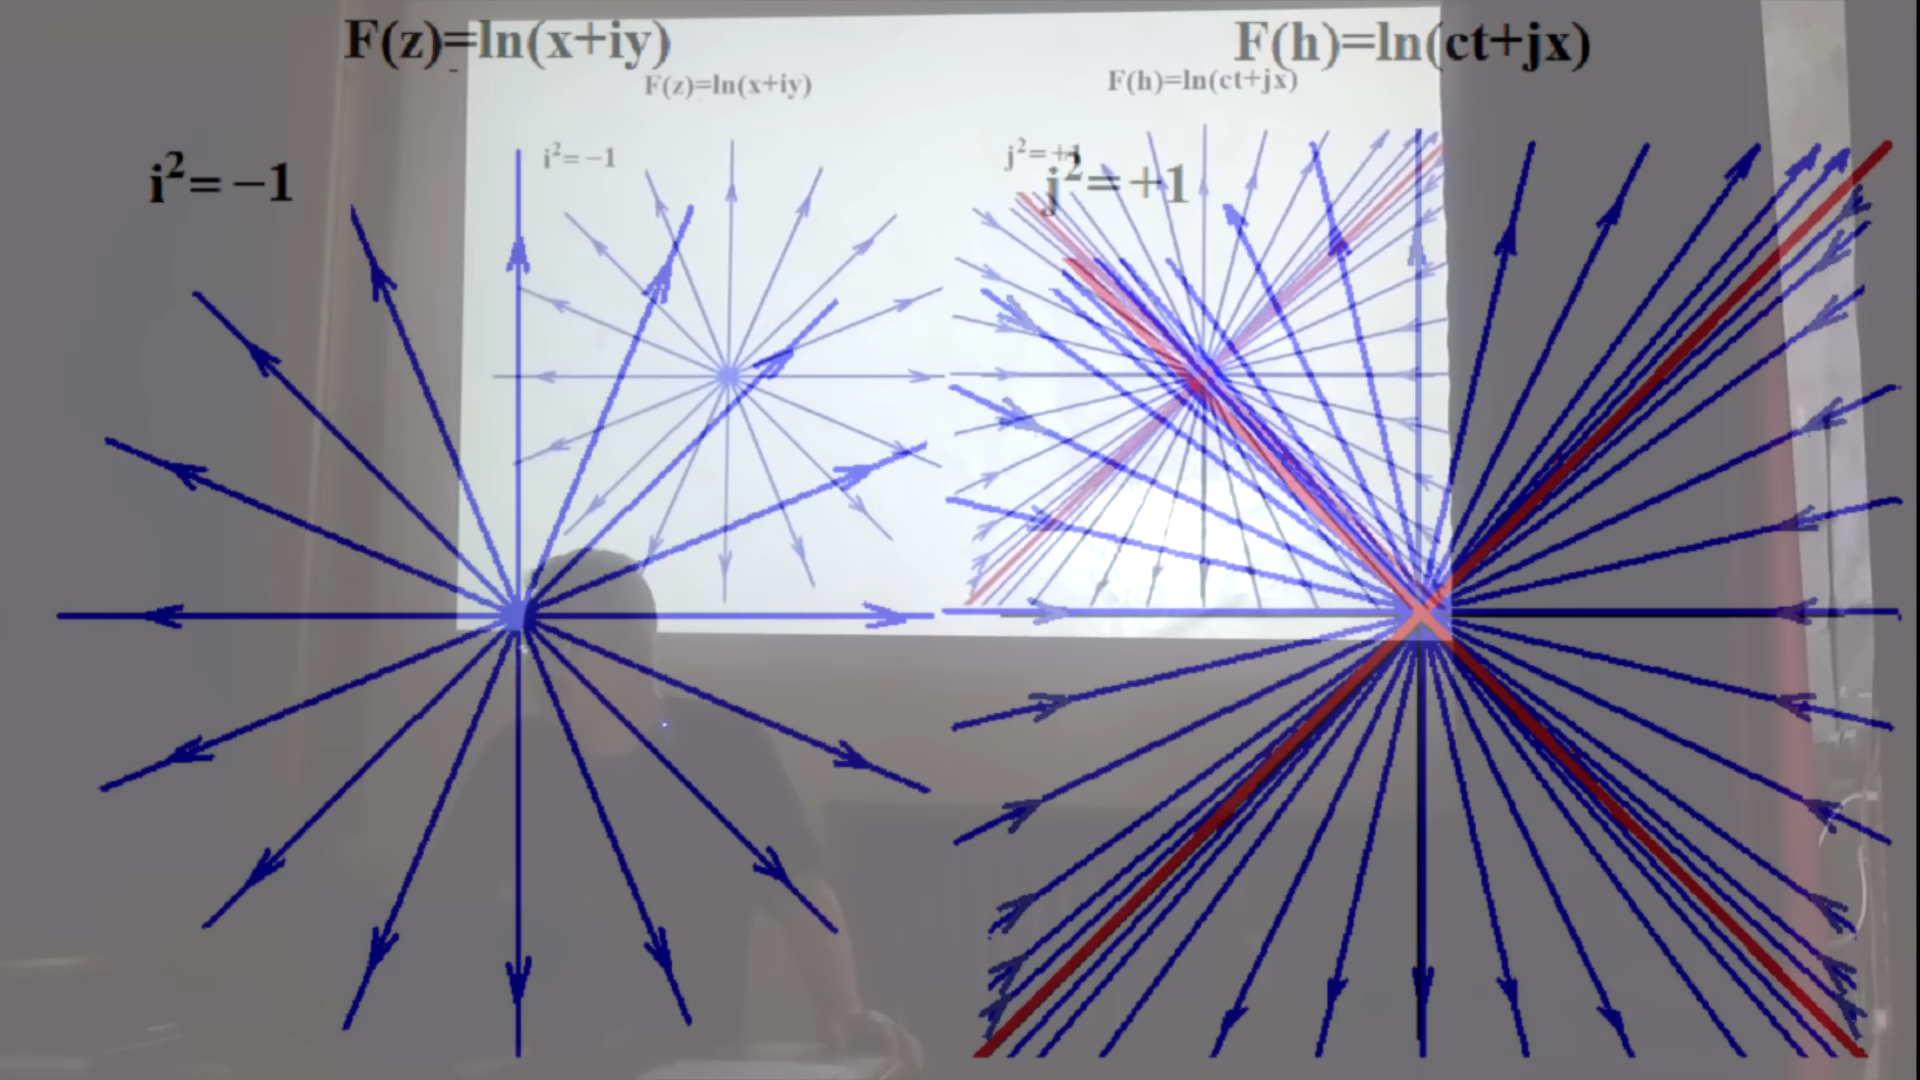 F(z)=ln(x+iy)
F(h)=ln(ct+jx)
F(z)=ln(x+iy)
F(h)=ln(ct+jx)
i²=−1
j²=+1
i²=−1
j²=+1